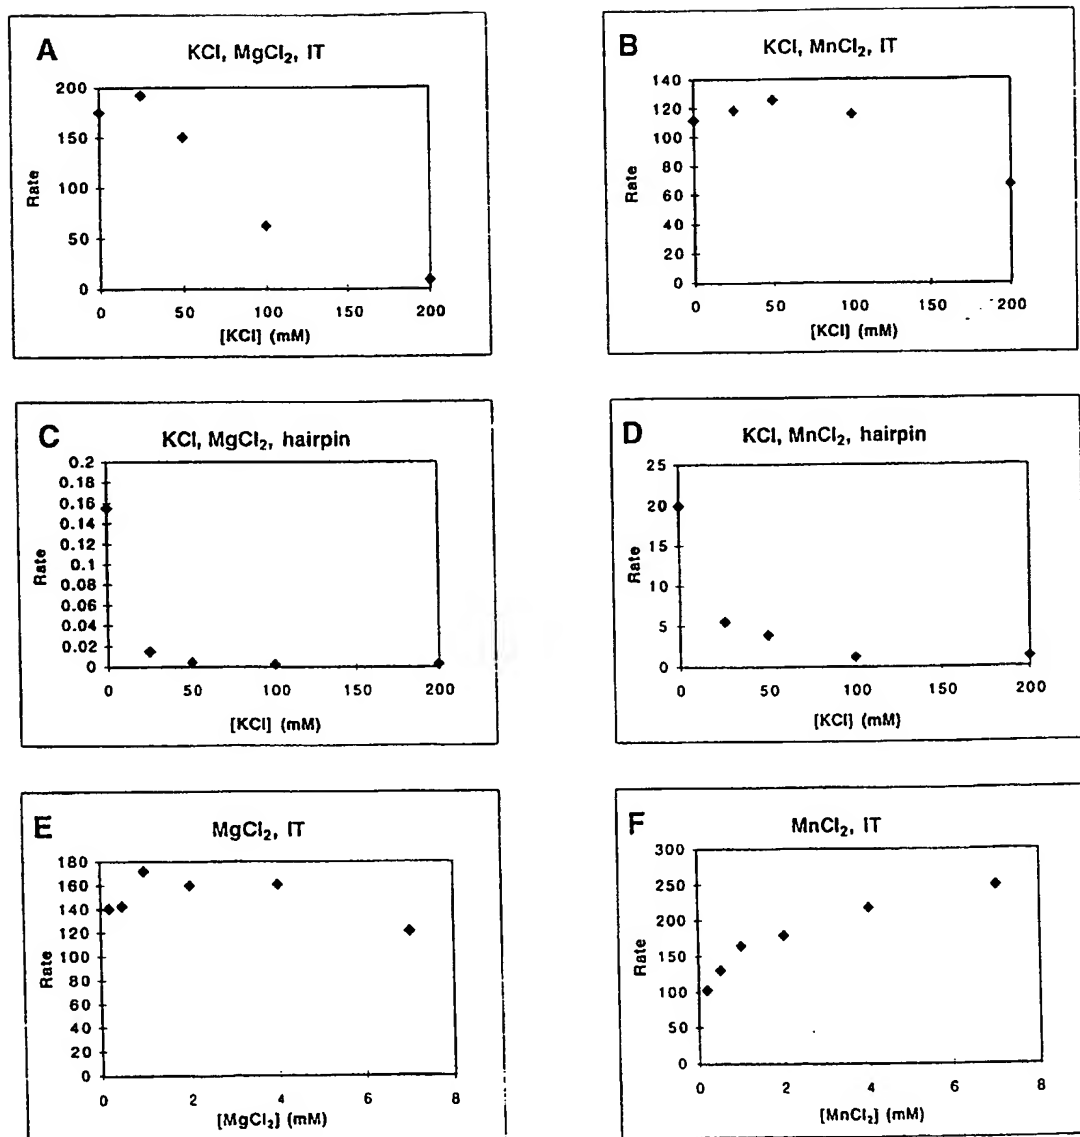 A
KCl, MgCl₂, IT
200
150
100
50
0
Rate
0 50 100 150 200
[KCl] (mM)
B
KCl, MnCl₂, IT
140
120
100
80
60
40
20
0
Rate
0 50 100 150 200
[KCl] (mM)
C
KCl, MgCl₂, hairpin
0.2
0.18
0.16
0.14
0.12
0.1
0.08
0.06
0.04
0.02
0
Rate
0 50 100 150 200
[KCl] (mM)
D
KCl, MnCl₂, hairpin
25
20
15
10
5
0
Rate
0 50 100 150 200
[KCl] (mM)
E
MgCl₂, IT
180
160
140
120
100
80
60
40
20
0
Rate
0 2 4 6 8
[MgCl₂] (mM)
F
MnCl₂, IT
300
250
200
150
100
50
0
Rate
0 2 4 6 8
[MnCl₂] (mM)